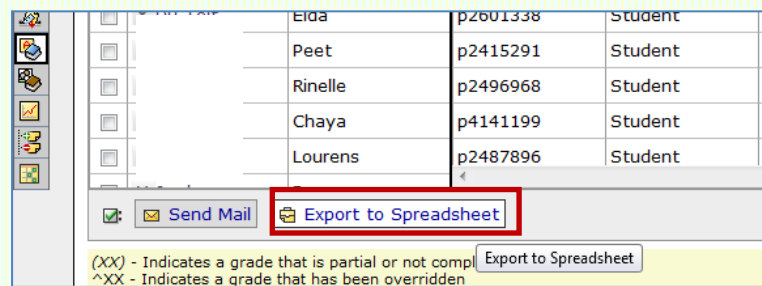 Elda p2601338 Student
Peet p2415291 Student
Rinelle p2496968 Student
Chaya p4141199 Student
Lourens p2487896 Student
Send Mail Export to Spreadsheet
(XX) - Indicates a grade that is partial or not compl
Export to Spreadsheet
^XX - Indicates a grade that has been overridden